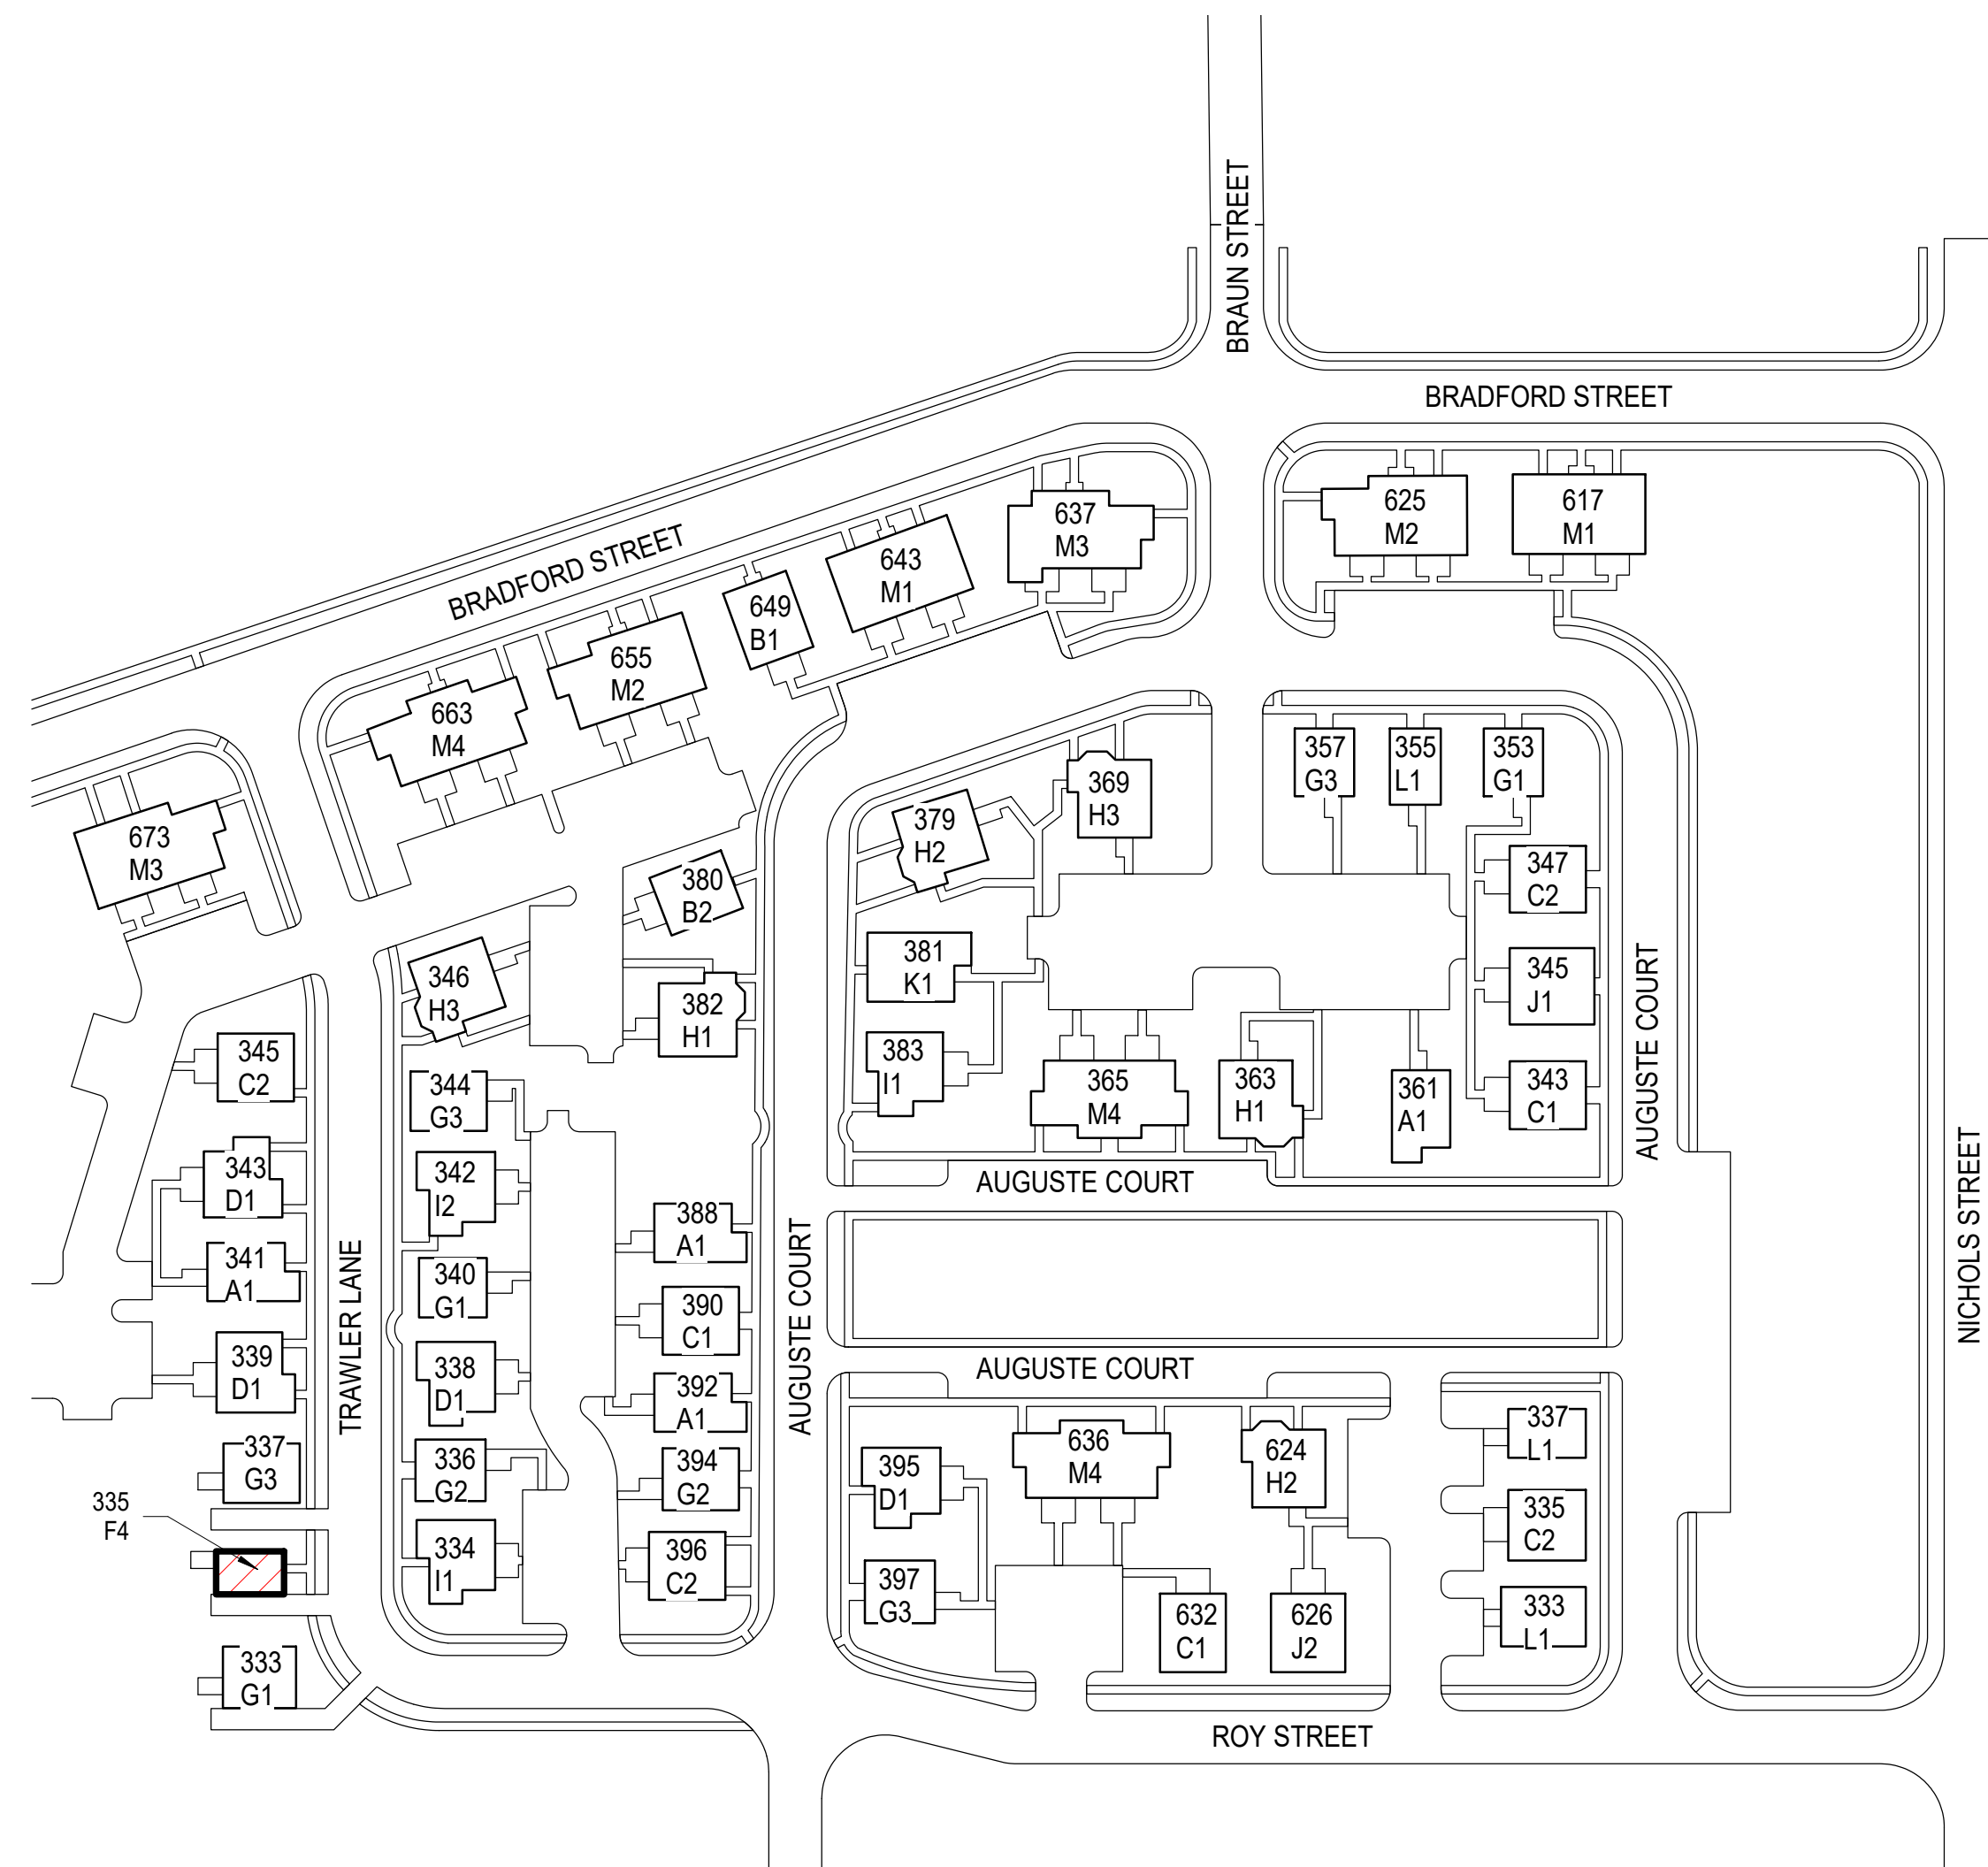 BRAUN STREET
BRADFORD STREET
BRADFORD STREET
637
M3
625
M2
617
M1
643
M1
649
B1
655
M2
663
M4
673
M3
357
G3
355
L1
353
G1
369
H3
379
H2
347
C2
380
B2
381
K1
345
J1
346
H3
382
H1
345
C2
383
I1
365
M4
363
H1
361
A1
343
C1
344
G3
343
D1
342
I2
AUGUSTE COURT
AUGUSTE COURT
388
A1
341
A1
340
G1
390
C1
TRAWLER LANE
AUGUSTE COURT
NICHOLS STREET
339
D1
338
D1
392
A1
AUGUSTE COURT
337
G3
336
G2
394
G2
395
D1
636
M4
624
H2
337
L1
335
F4
334
I1
396
C2
335
C2
397
G3
632
C1
626
J2
333
L1
333
G1
ROY STREET